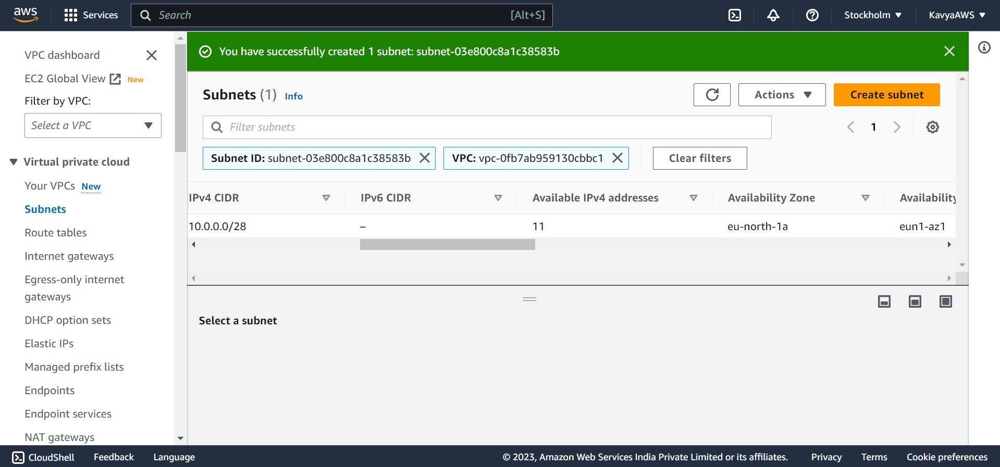 aws Services Search [Alt+S] Stockholm KavyaAWS
VPC dashboard
EC2 Global View New
Filter by VPC:
Select a VPC
Virtual private cloud
Your VPCs New
Subnets
Route tables
Internet gateways
Egress-only internet
gateways
DHCP option sets
Elastic IPs
Managed prefix lists
Endpoints
Endpoint services
NAT gateways
You have successfully created 1 subnet: subnet-03e800c8a1c38583b
Subnets (1) Info Actions Create subnet
Filter subnets 1
Subnet ID: subnet-03e800c8a1c38583b VPC: vpc-0fb7ab959130cbbc1 Clear filters
IPv4 CIDR IPv6 CIDR Available IPv4 addresses Availability Zone Availability
10.0.0.0/28 – 11 eu-north-1a eun1-az1
Select a subnet
CloudShell Feedback Language © 2023, Amazon Web Services India Private Limited or its affiliates. Privacy Terms Cookie preferences